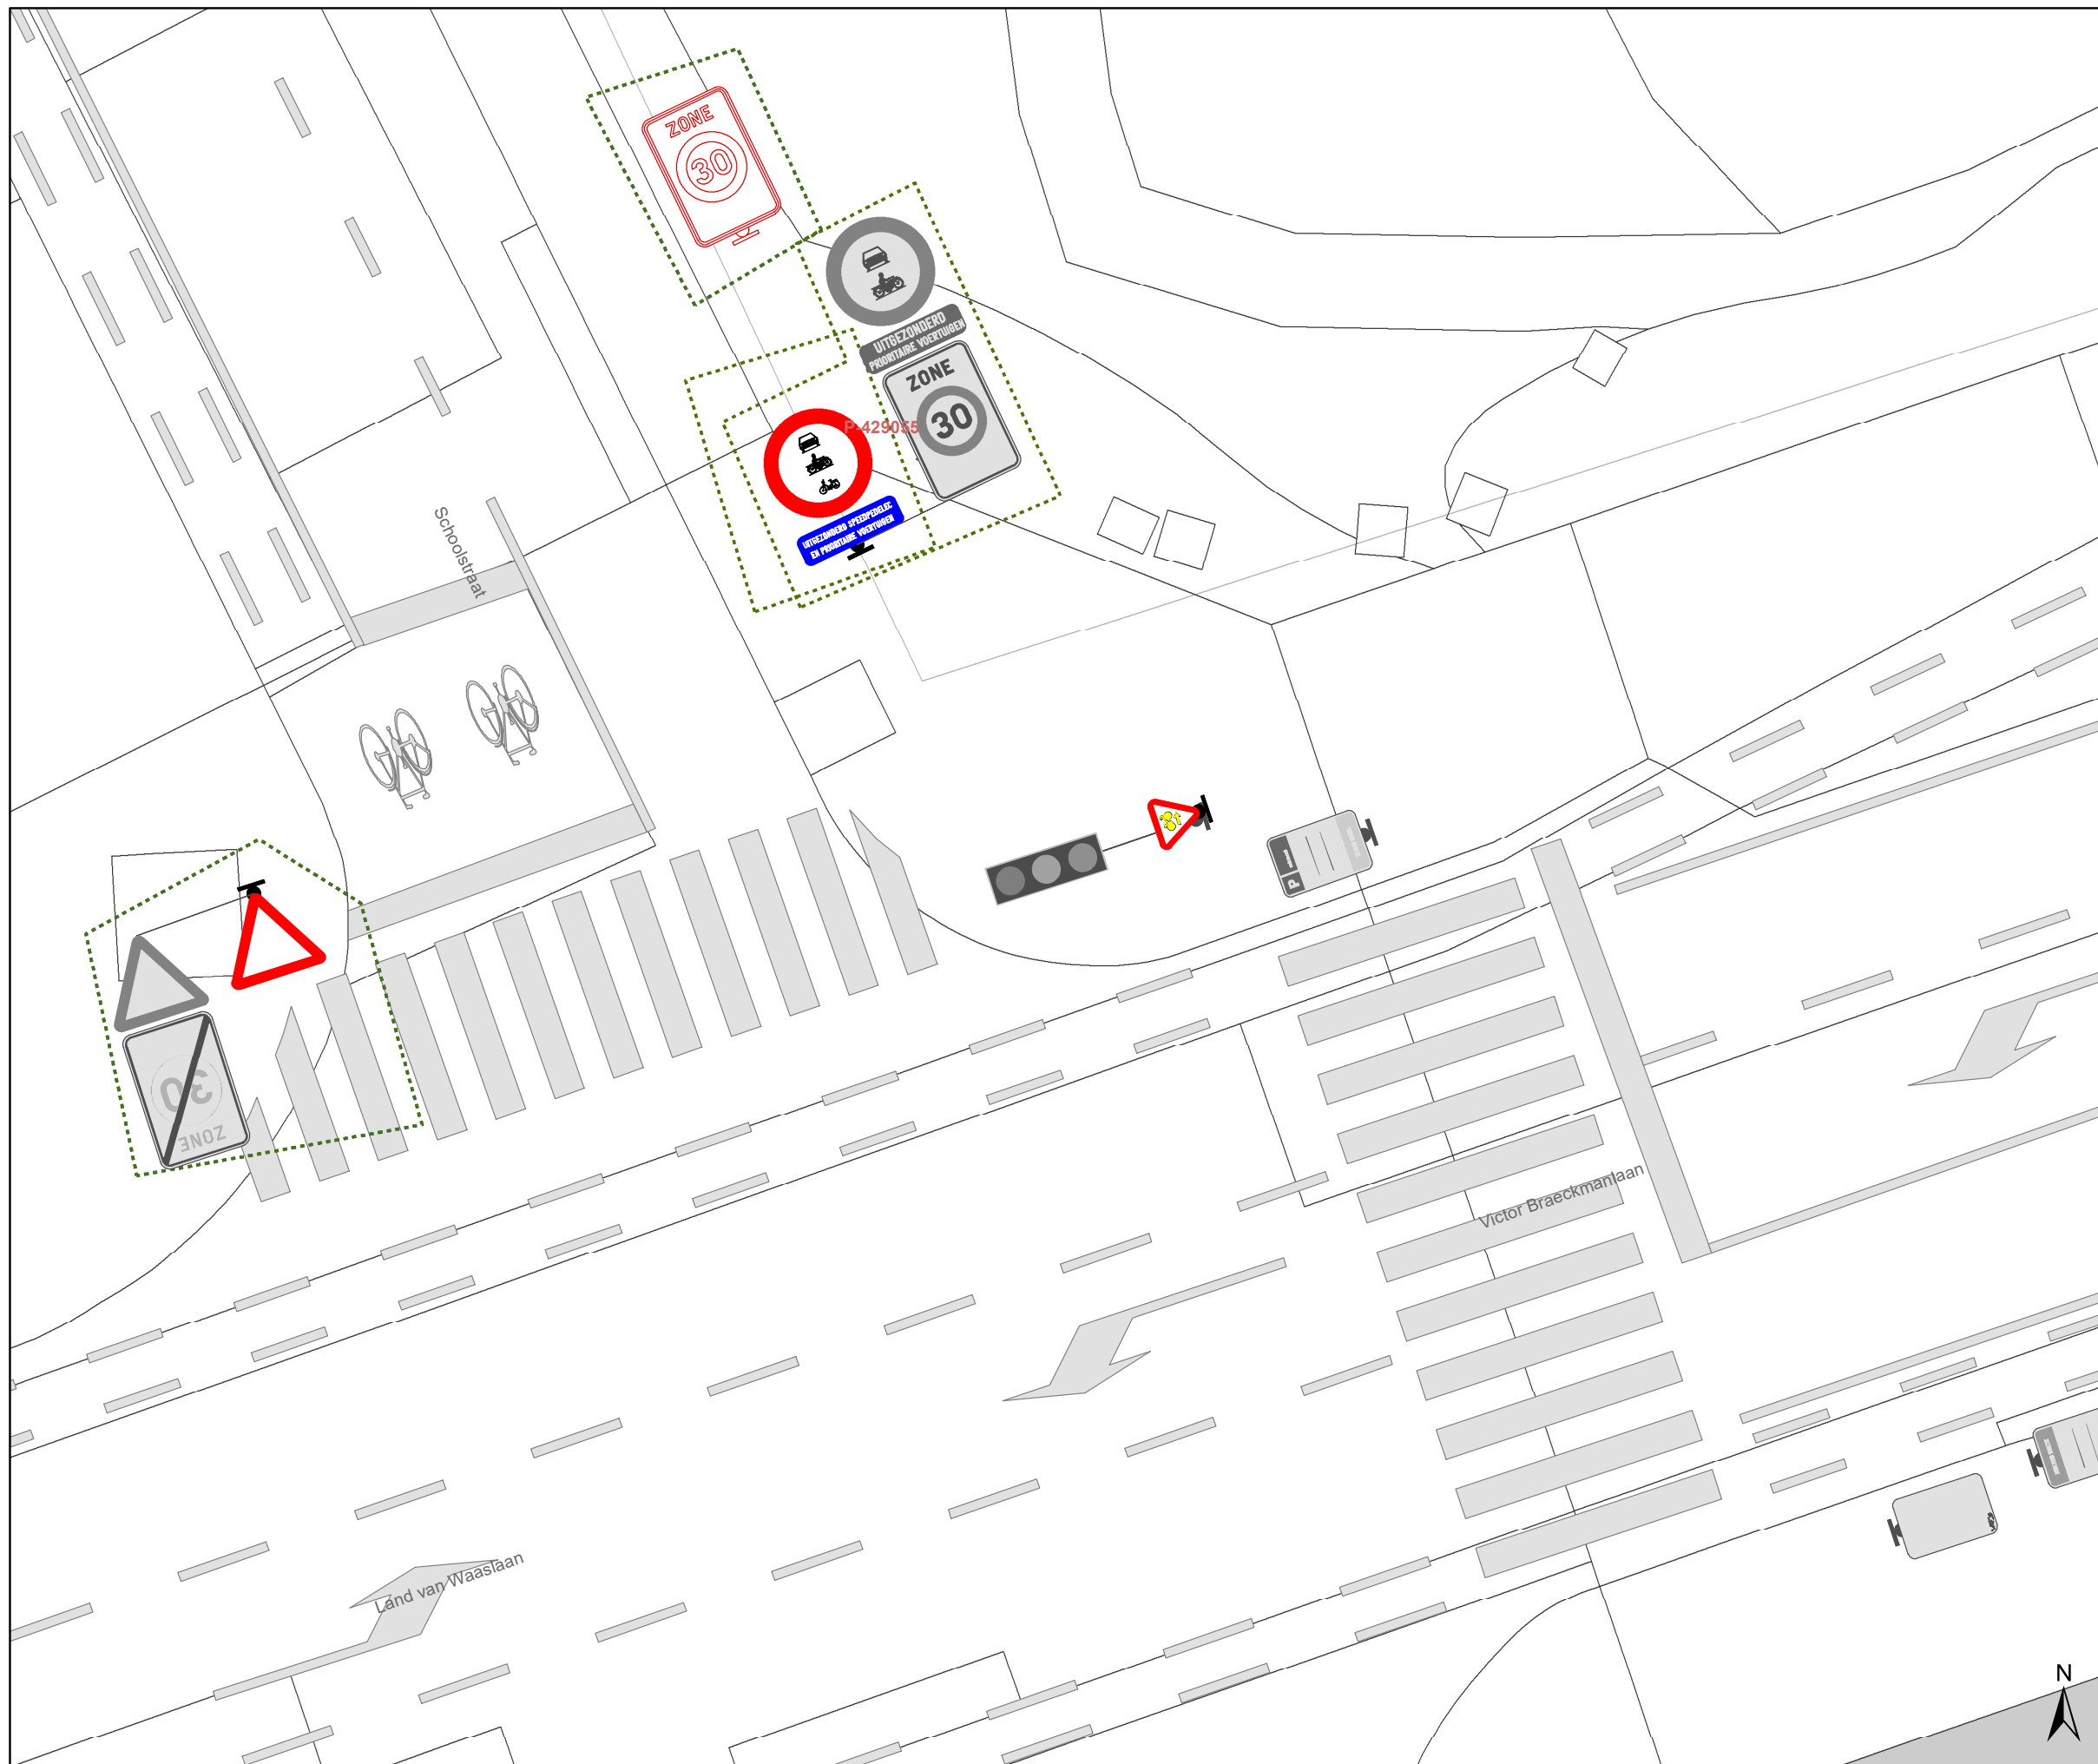 ZONE
30
UITGEZONDERD
PRIORITAIRE VOERTUIGEN
ZONE
30
P-429055
UITGEZONDERD SPEEDPEDELEC
EN PRIORITAIRE VOERTUIGEN
Schoolstraat
P
30
ZONE
Victor Braeckmanlaan
Land van Waaslaan
N